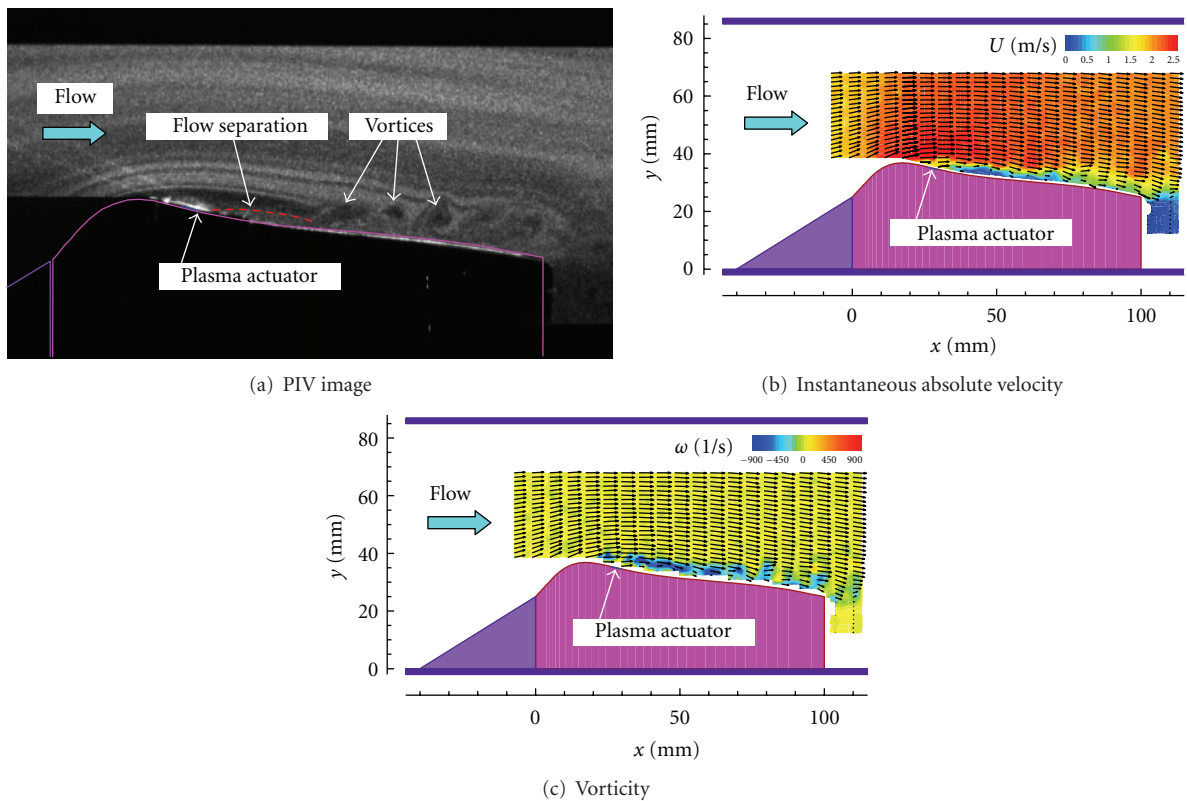 Flow
Flow separation
Vortices
Plasma actuator
(a) PIV image
80
60
40
20
0
y (mm)
U (m/s)
0 0.5 1 1.5 2 2.5
Flow
Plasma actuator
0 50 100
x (mm)
(b) Instantaneous absolute velocity
80
60
40
20
0
y (mm)
ω (1/s)
−900 −450 0 450 900
Flow
Plasma actuator
0 50 100
x (mm)
(c) Vorticity